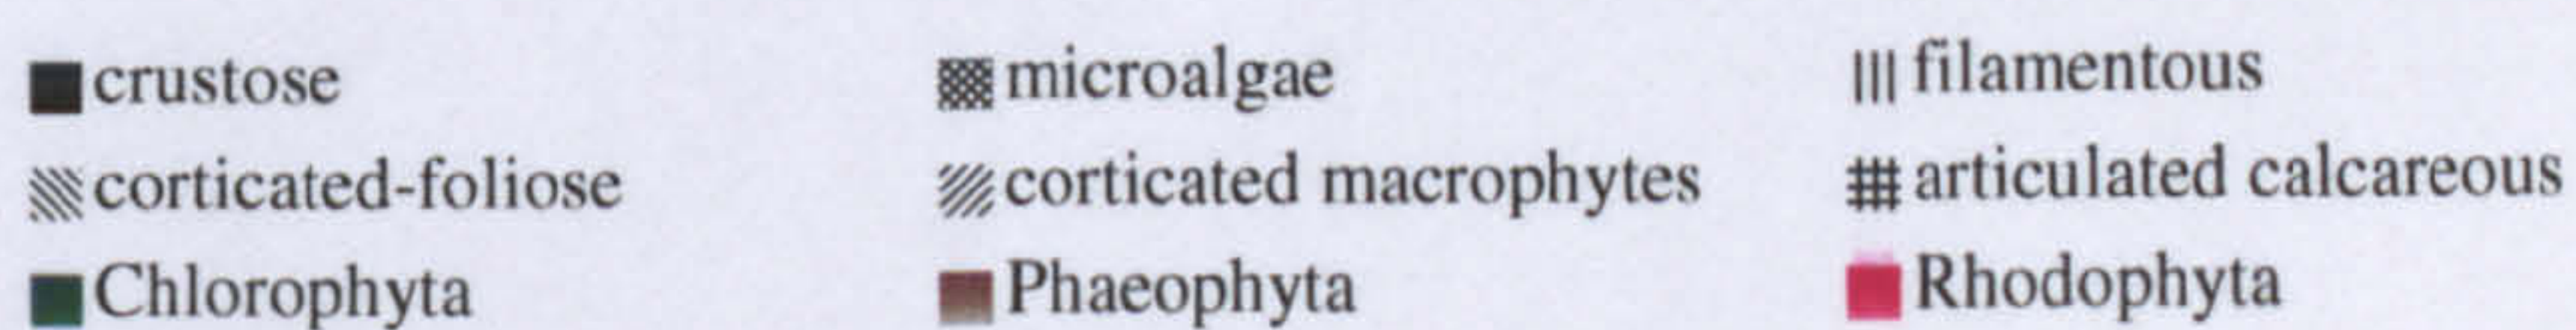 crustose microalgae filamentous
corticated-foliose corticated macrophytes articulated calcareous
Chlorophyta Phaeophyta Rhodophyta